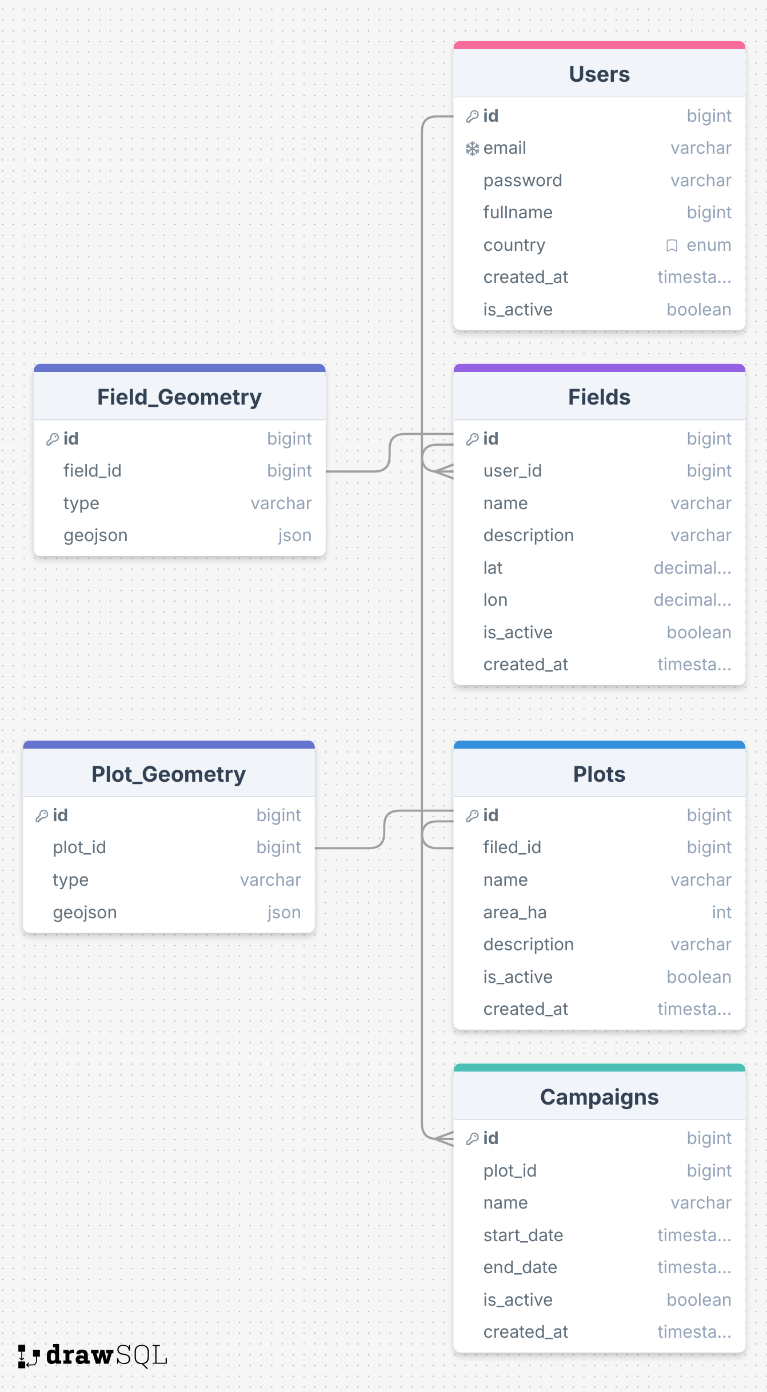 Users
id bigint
email varchar
password varchar
fullname bigint
country enum
created_at timesta...
is_active boolean
Field_Geometry
id bigint
field_id bigint
type varchar
geojson json
Fields
id bigint
user_id bigint
name varchar
description varchar
lat decimal...
lon decimal...
is_active boolean
created_at timesta...
Plot_Geometry
id bigint
plot_id bigint
type varchar
geojson json
Plots
id bigint
filed_id bigint
name varchar
area_ha int
description varchar
is_active boolean
created_at timesta...
Campaigns
id bigint
plot_id bigint
name varchar
start_date timesta...
end_date timesta...
is_active boolean
created_at timesta...
drawSQL